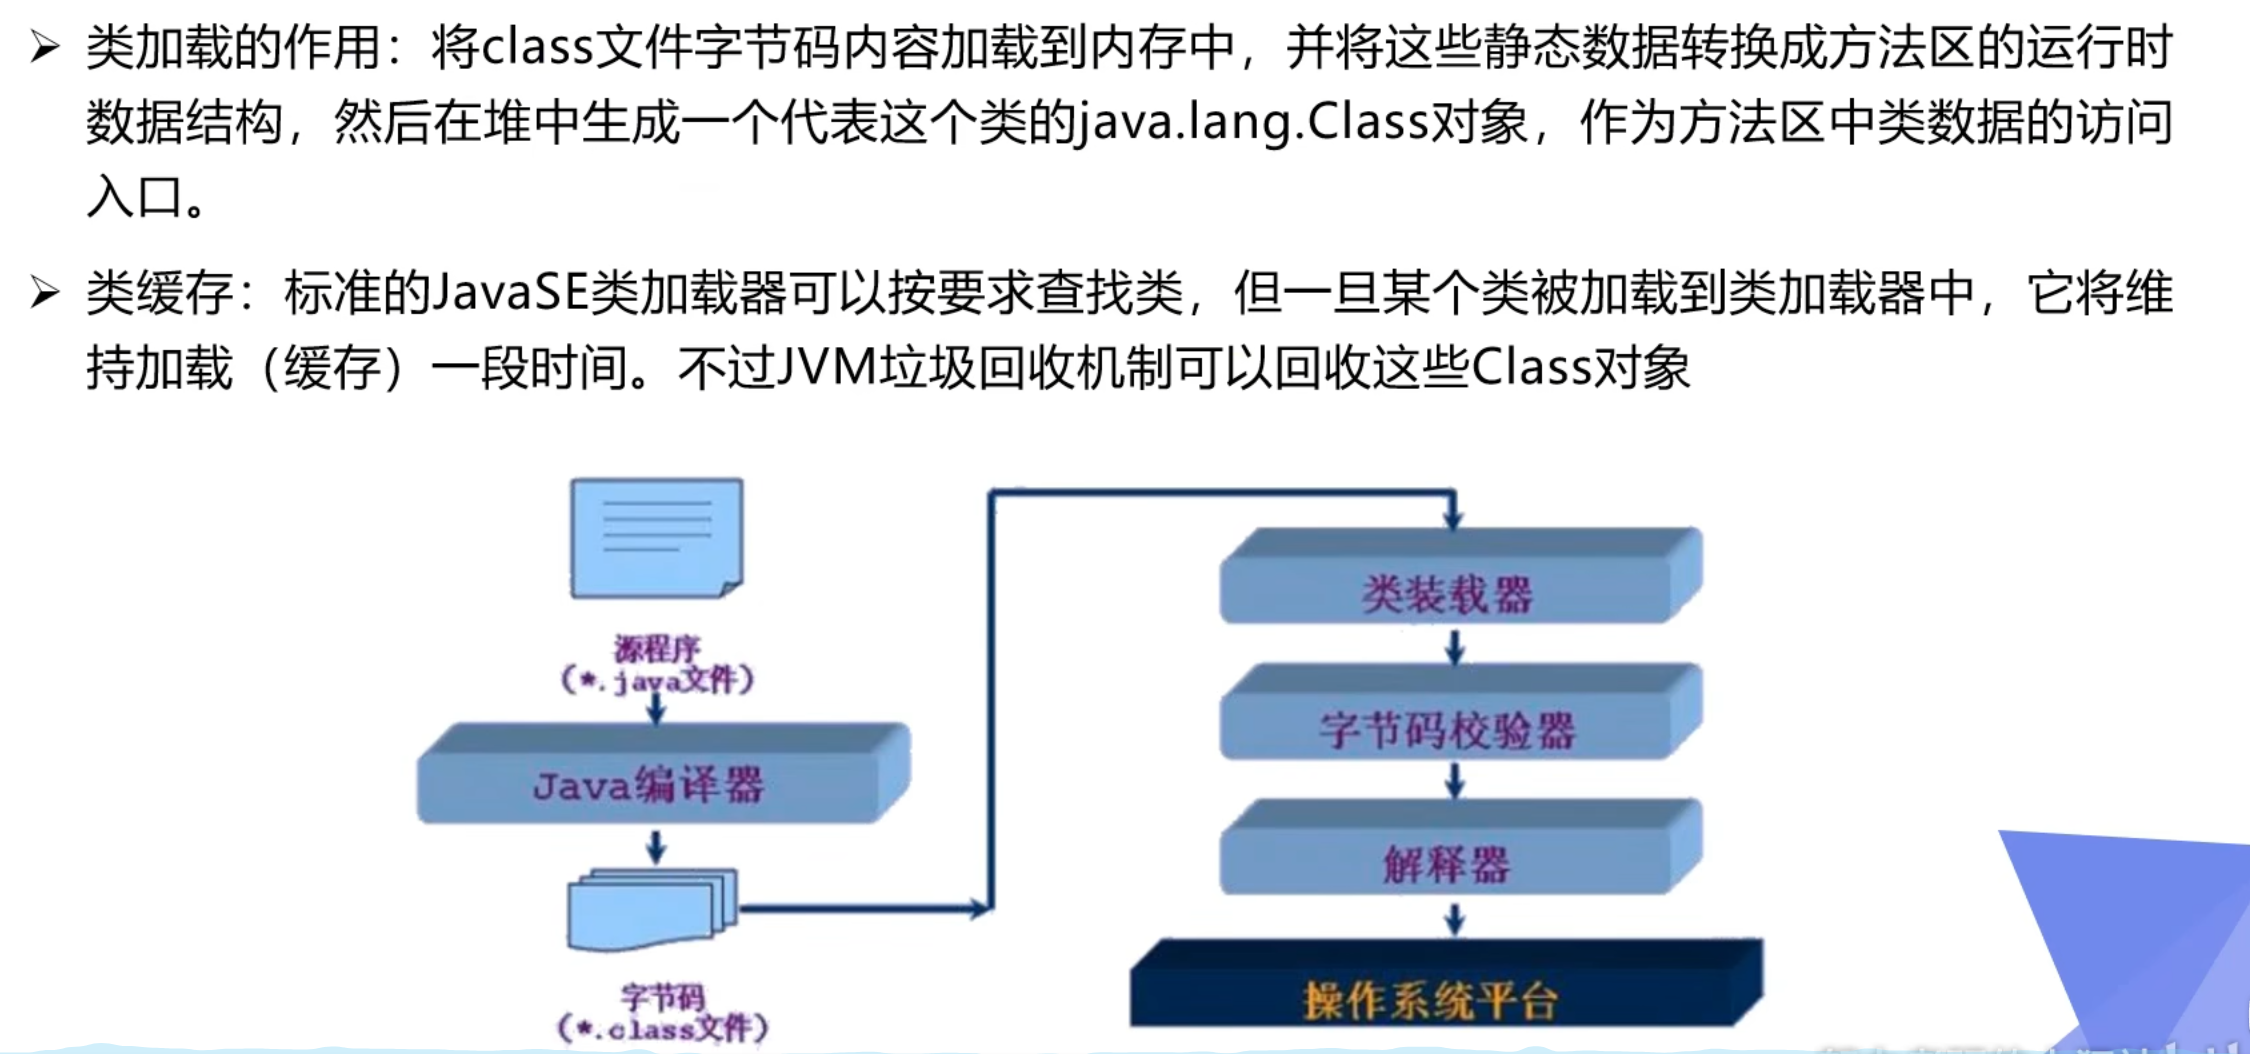 ➢ 类加载的作用：将class文件字节码内容加载到内存中，并将这些静态数据转换成方法区的运行时
数据结构，然后在堆中生成一个代表这个类的java.lang.Class对象，作为方法区中类数据的访问
入口。
➢ 类缓存：标准的JavaSE类加载器可以按要求查找类，但一旦某个类被加载到类加载器中，它将维
持加载（缓存）一段时间。不过JVM垃圾回收机制可以回收这些Class对象
源程序
(*.java文件)
Java编译器
字节码
(*.class文件)
类装载器
字节码校验器
解释器
操作系统平台